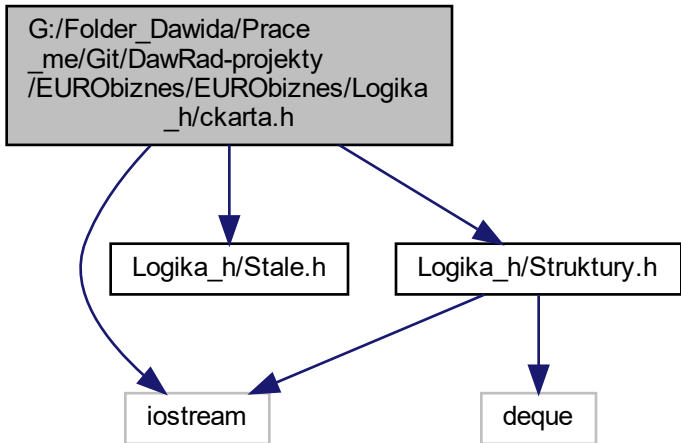 G:/Folder_Dawida/Prace
_me/Git/DawRad-projekty
/EURObiznes/EURObiznes/Logika
_h/ckarta.h
Logika_h/Stale.h
Logika_h/Struktury.h
iostream
deque